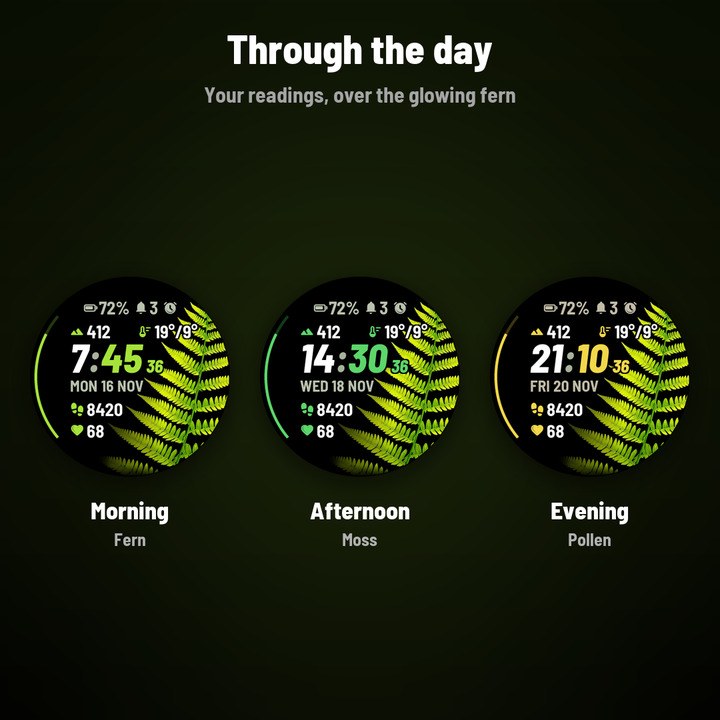 Through the day
Your readings, over the glowing fern
72% 3
412 19°/9°
7:45 36
MON 16 NOV
8420
68
72% 3
412 19°/9°
14:30 36
WED 18 NOV
8420
68
72% 3
412 19°/9°
21:10 36
FRI 20 NOV
8420
68
Morning
Fern
Afternoon
Moss
Evening
Pollen